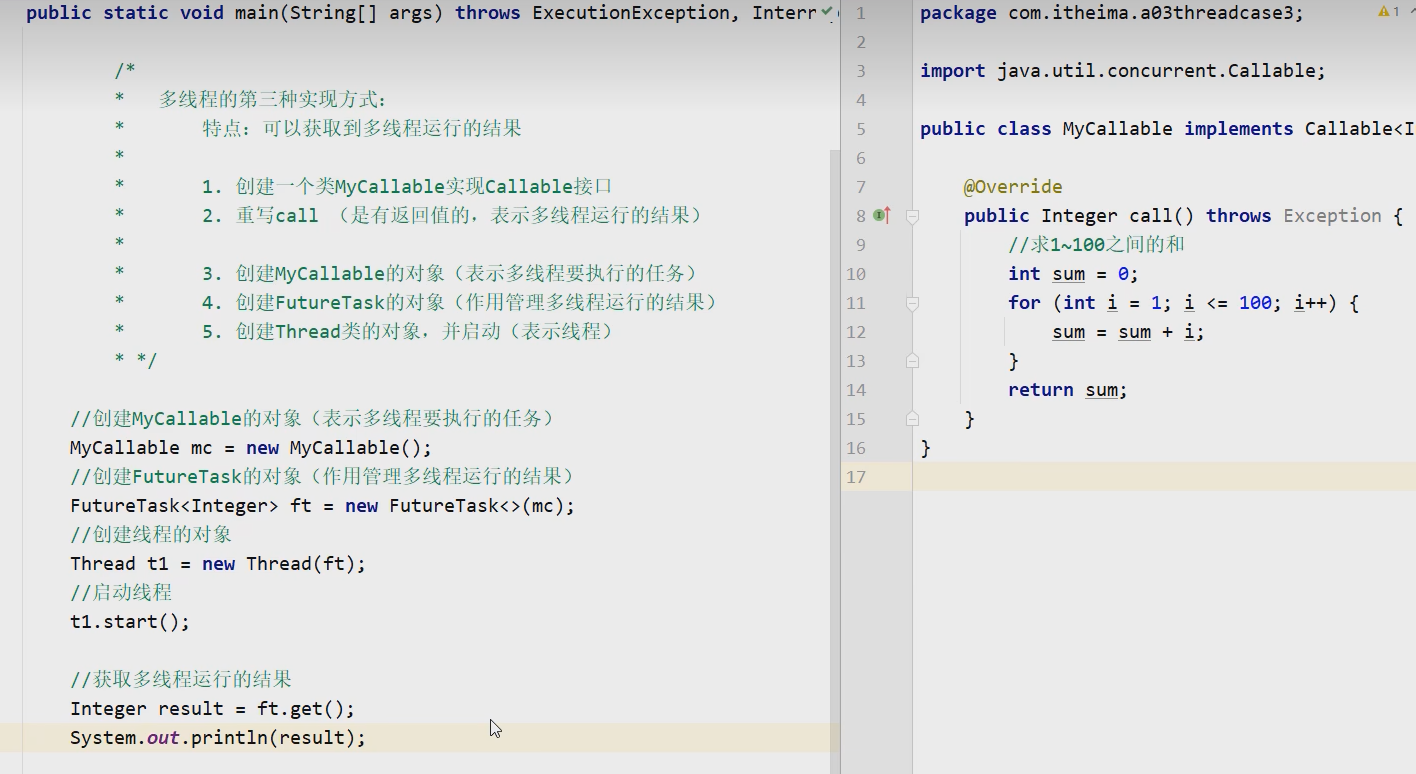 public static void main(String[] args) throws ExecutionException, Interr
/*
* 多线程的第三种实现方式:
* 特点：可以获取到多线程运行的结果
*
* 1. 创建一个类MyCallable实现Callable接口
* 2. 重写call （是有返回值的，表示多线程运行的结果）
*
* 3. 创建MyCallable的对象（表示多线程要执行的任务）
* 4. 创建FutureTask的对象（作用管理多线程运行的结果）
* 5. 创建Thread类的对象，并启动（表示线程）
* */
//创建MyCallable的对象（表示多线程要执行的任务）
MyCallable mc = new MyCallable();
//创建FutureTask的对象（作用管理多线程运行的结果）
FutureTask<Integer> ft = new FutureTask<>(mc);
//创建线程的对象
Thread t1 = new Thread(ft);
//启动线程
t1.start();
//获取多线程运行的结果
Integer result = ft.get();
System.out.println(result);
1 package com.itheima.a03threadcase3; 1
2
3 import java.util.concurrent.Callable;
4
5 public class MyCallable implements Callable<I
6
7 @Override
8 public Integer call() throws Exception {
9 //求1~100之间的和
10 int sum = 0;
11 for (int i = 1; i <= 100; i++) {
12 sum = sum + i;
13 }
14 return sum;
15 }
16 }
17